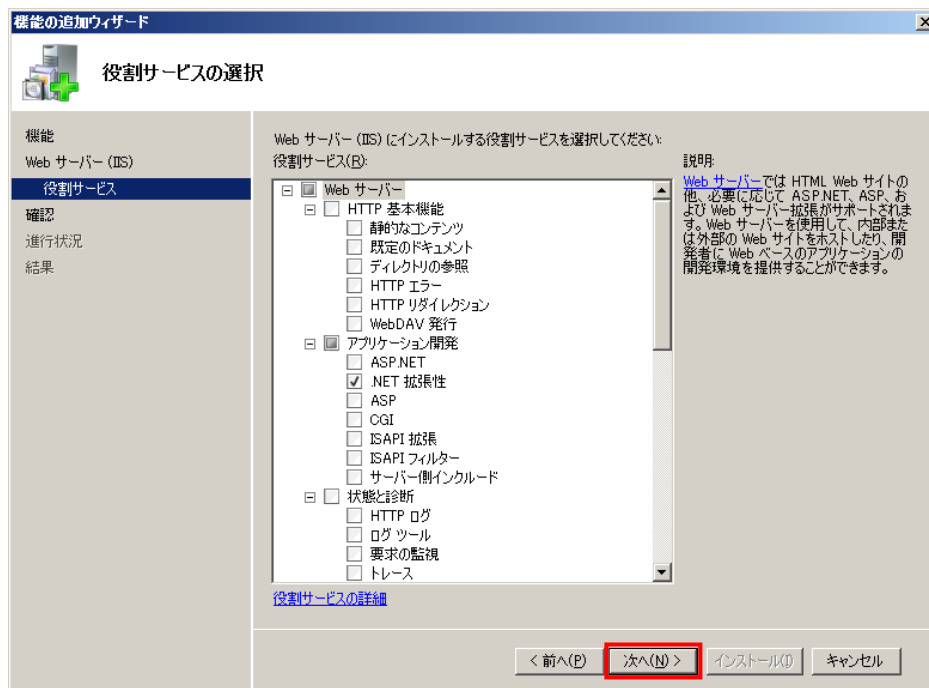 機能の追加ウィザード
役割サービスの選択
機能
Web サーバー (IIS)
役割サービス
確認
進行状況
結果
Web サーバー (IIS) にインストールする役割サービスを選択してください:
役割サービス(R):
Web サーバー
HTTP 基本機能
静的なコンテンツ
既定のドキュメント
ディレクトリの参照
HTTP エラー
HTTP リダイレクション
WebDAV 発行
アプリケーション開発
ASP.NET
.NET 拡張性
ASP
CGI
ISAPI 拡張
ISAPI フィルター
サーバー側インクルード
状態と診断
HTTP ログ
ログ ツール
要求の監視
トレース
役割サービスの詳細
説明:
Web サーバーでは HTML Web サイトの
他、必要に応じて ASP.NET、ASP、お
よび Web サーバー拡張がサポートされま
す。Web サーバーを使用して、内部また
は外部の Web サイトをホストしたり、開
発者に Web ベースのアプリケーションの
開発環境を提供することができます。
< 前へ(P)
次へ(N) >
インストール(I)
キャンセル